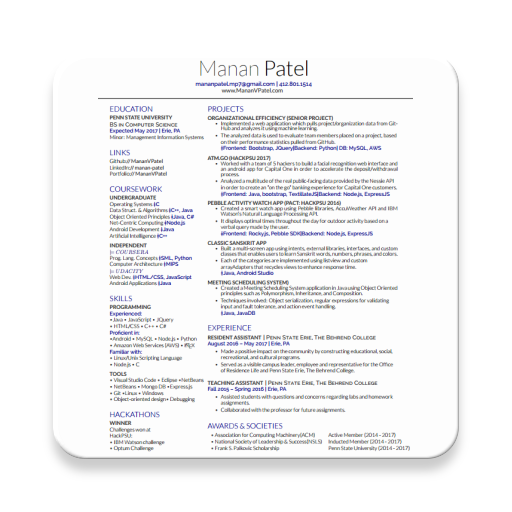 Manan Patel
mananpatel.mp7@gmail.com | 412.801.1514
www.MananVPatel.com
EDUCATION
PENN STATE UNIVERSITY
BS IN COMPUTER SCIENCE
Expected May 2017 | Erie, PA
Minor: Management Information Systems
LINKS
Github:// MananVPatel
LinkedIn:// manan-patel
Portfolio:// MananVPatel
COURSEWORK
UNDERGRADUATE
Operating Systems |C
Data Struct. & Algorithms |C++, Java
Object Oriented Principles |Java, C#
Net-Centric Computing |Node.js
Android Development |Java
Artificial Intelligence |C++
INDEPENDENT
In COURSERA
Prog. Lang. Concepts |SML, Python
Computer Architecture |MIPS
In UDACITY
Web Dev. |HTML/CSS, JavaScript
Android Applications |Java
SKILLS
PROGRAMMING
Experienced:
• Java • JavaScript • JQuery
• HTML/CSS • C++ • C#
Proficient in:
•Android • MySQL • Node.js • Python
• Amazon Web Services (AWS) • LaTeX
Familiar with:
• Linux/Unix Scripting Language
• Node.js • C
TOOLS
• Visual Studio Code • Eclipse •NetBeans
• NetBeans • Mongo DB •Express.js
• Git • Linux • Windows
• Object-oriented design • Debugging
HACKATHONS
WINNER
Challenges won at
HackPSU:
• IBM Watson challenge
• Optum Challenge
PROJECTS
ORGANIZATIONAL EFFICIENCY (SENIOR PROJECT)
• Implemented a web application which pulls project/organization data from Git-
Hub and analyzes it using machine learning.
• The analyzed data is used to evaluate team members placed on a project, based
on their performance statistics pulled from GitHub.
|Frontend: Bootstrap, JQuery|Backend: Python| DB: MySQL, AWS
ATM.GO (HACKPSU 2017)
• Worked with a team of 5 hackers to build a facial recognition web interface and
an android app for Capital One in order to accelerate the deposit/withdrawal
process.
• Analyzed a multitude of the real public-facing data provided by the Nessie API
in order to create an "on the go" banking experience for Capital One customers.
|Frontend: Java, bootstrap, TextillateJS|Backend: Node.js, ExpressJS
PEBBLE ACTIVITY WATCH APP (PACT: HACKPSU 2016)
• Created a smart watch app using Pebble libraries, AccuWeather API and IBM
Watson's Natural Language Processing API.
• It displays optimal times throughout the day for outdoor activity based on a
verbal query made by the user.
|Frontend: Rockyjs, Pebble SDK|Backend: Node.js, ExpressJS
CLASSIC SANSKRIT APP
• Built a multi-screen app using intents, external libraries, interfaces, and custom
classes that enables users to learn Sanskrit words, numbers, phrases, and colors.
• Each of the categories are implemented using listview and custom
arrayAdaptors that recycles views to enhance response time.
|Java, Android Studio
MEETING SCHEDULING SYSTEM)
• Created a Meeting Scheduling System application in Java using Object Oriented
principles such as Polymorphism, Inheritance, and Composition.
• Techniques involve: Object serialization, regular expressions for validating
input and fault tolerance, and action event handling.
|Java, JavaDB
EXPERIENCE
RESIDENT ASSISTANT | PENN STATE ERIE, THE BEHREND COLLEGE
August 2016 – May 2017 | Erie, PA
• Made a positive impact on the community by constructing educational, social,
recreational, and cultural programs.
• Served as a visible campus leader, employee and representative for the Office
of Residence Life and Penn State Erie, The Behrend College.
TEACHING ASSISTANT | PENN STATE ERIE, THE BEHREND COLLEGE
Fall 2015 – Spring 2016 | Erie, PA
• Assisted students with questions and concerns regarding labs and homework
assignments.
• Collaborated with the professor for future assignments.
AWARDS & SOCIETIES
• Association for Computing Machinery(ACM) Active Member (2014 - 2017)
• National Society of Leadership & Success(NSLS) Inducted Member (2014 - 2017)
• Frank S. Palkovic Scholarship Penn State University (2014 - 2017)